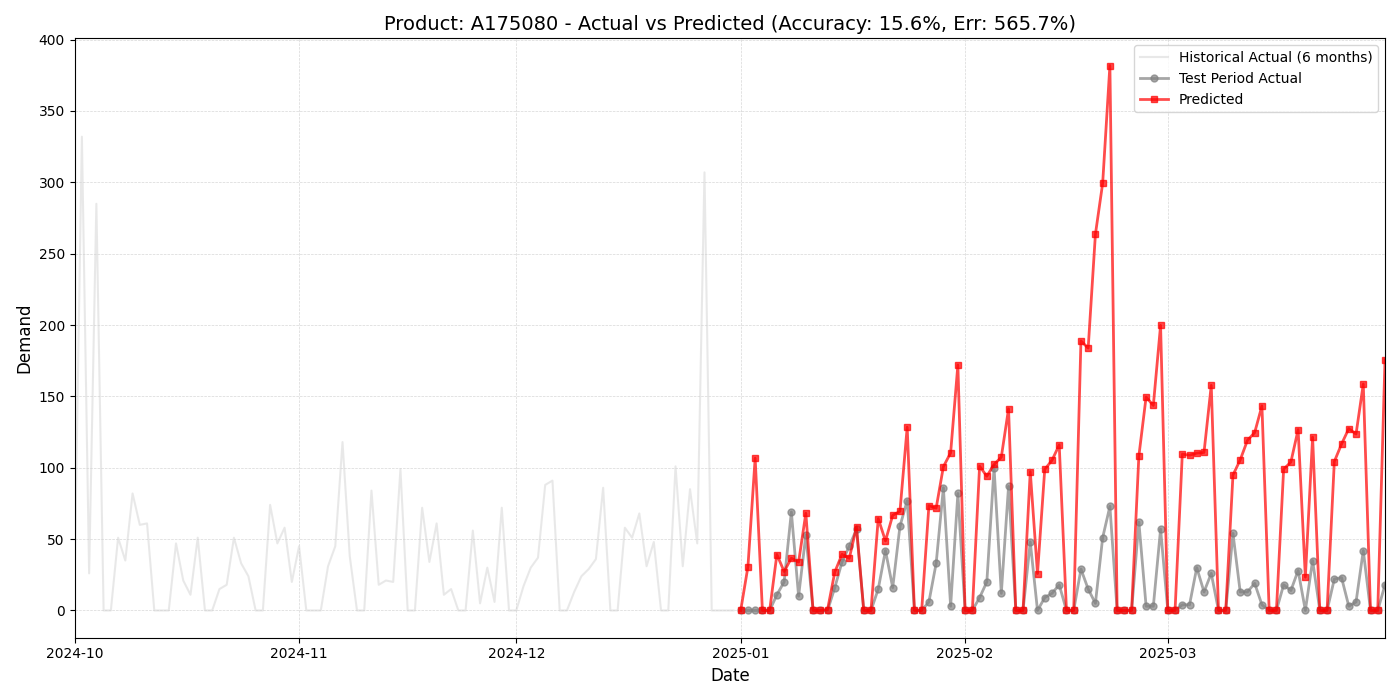 Product: A175080 - Actual vs Predicted (Accuracy: 15.6%, Err: 565.7%)
Historical Actual (6 months)
Test Period Actual
Predicted
Demand
400
350
300
250
200
150
100
50
0
2024-10
2024-11
2024-12
2025-01
2025-02
2025-03
Date